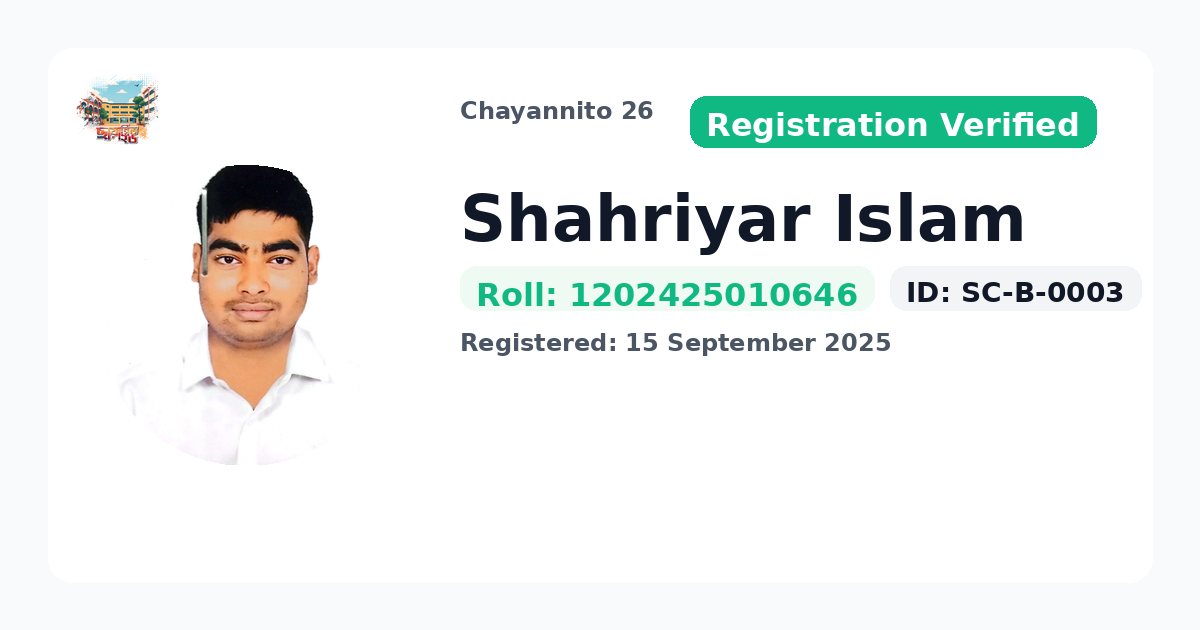 Chayannito 26
Registration Verified
Shahriyar Islam
Roll: 1202425010646
ID: SC-B-0003
Registered: 15 September 2025